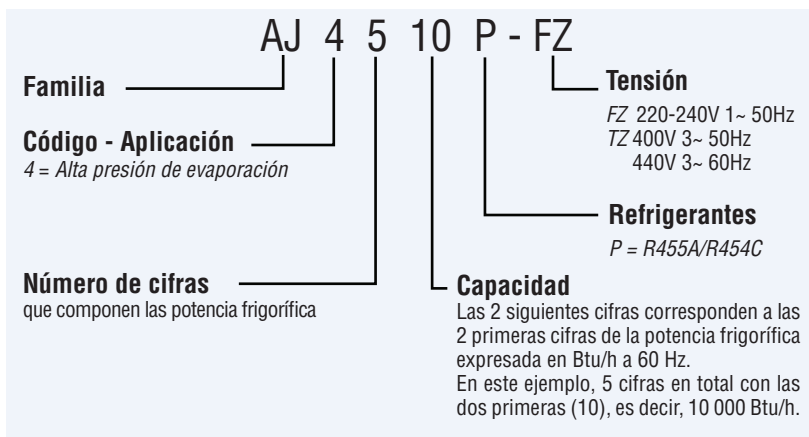 AJ 4 5 10 P - FZ
Familia
Código - Aplicación
4 = Alta presión de evaporación
Número de cifras
que componen las potencia frigorífica
Tensión
FZ 220-240V 1~ 50Hz
TZ 400V 3~ 50Hz
440V 3~ 60Hz
Refrigerantes
P = R455A/R454C
Capacidad
Las 2 siguientes cifras corresponden a las
2 primeras cifras de la potencia frigorífica
expresada en Btu/h a 60 Hz.
En este ejemplo, 5 cifras en total con las
dos primeras (10), es decir, 10 000 Btu/h.